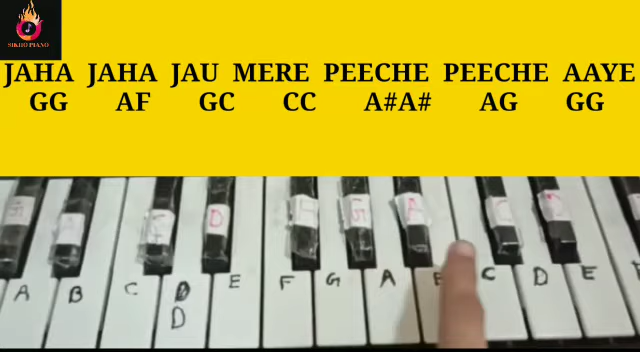 SIKHO PIANO
JAHA JAHA JAU MERE PEECHE PEECHE AAYE
GG AF GC CC A#A# AG GG
D F G A
A B C D E F G A C D E
D